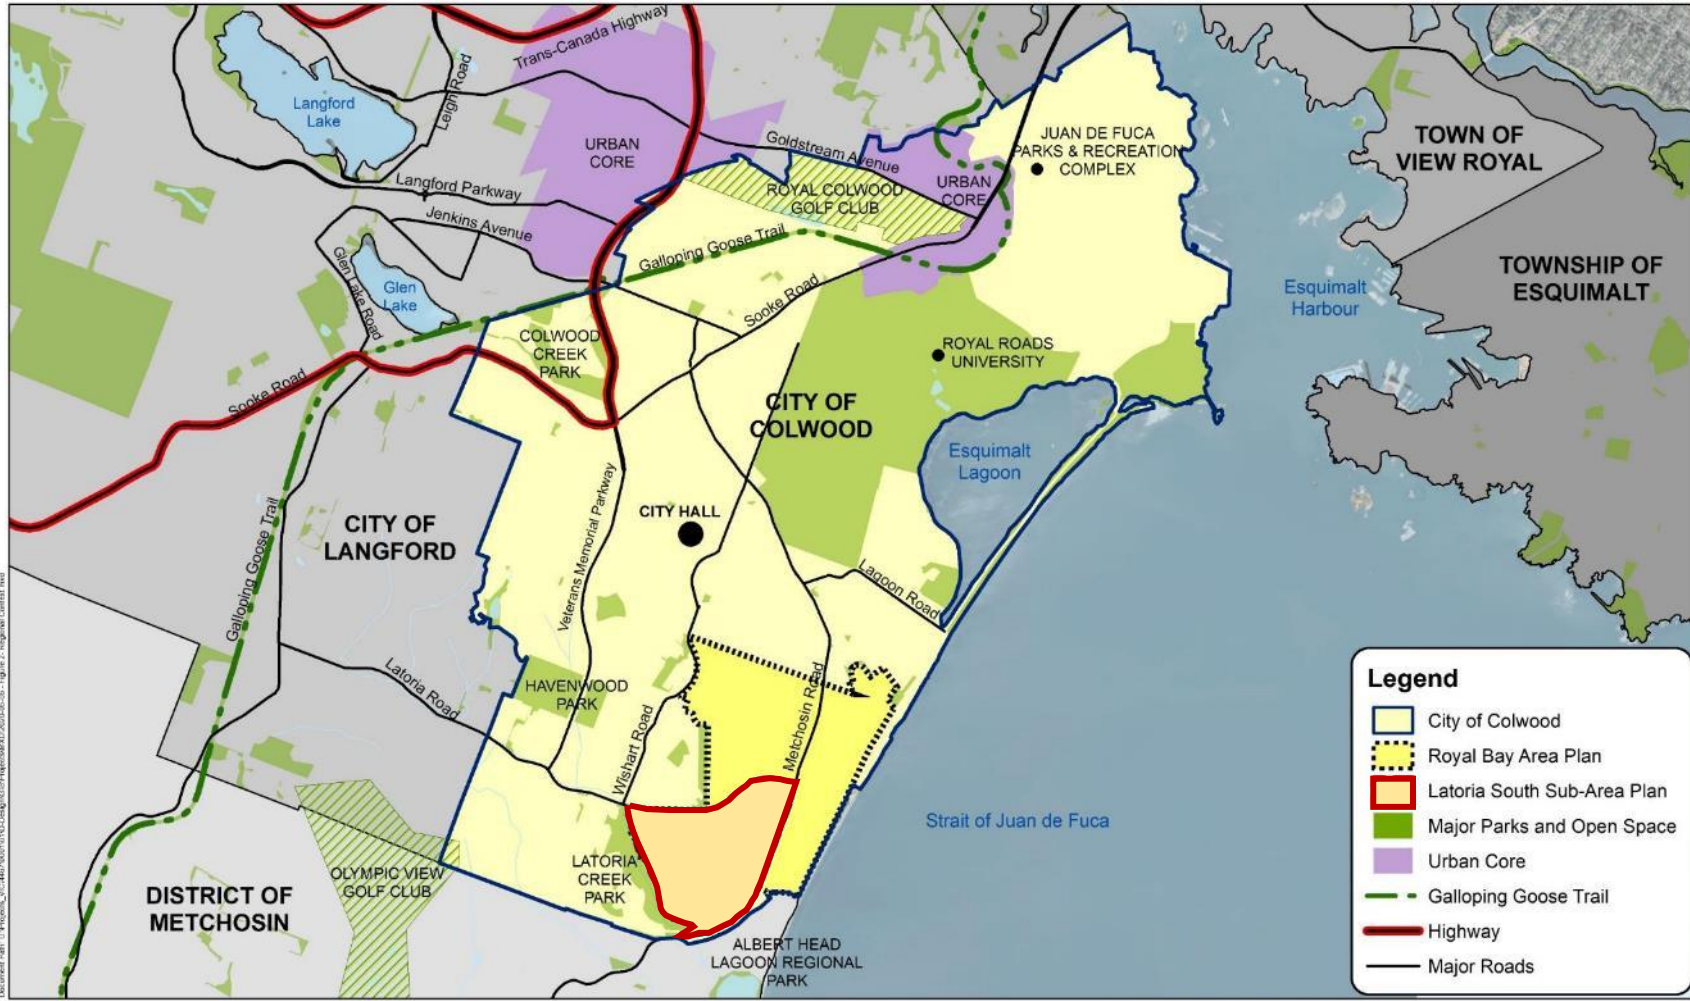 Trans-Canada Highway
Leigh Road
Langford
Lake
URBAN
CORE
Goldstream Avenue
JUAN DE FUCA
PARKS & RECREATION
COMPLEX
TOWN OF
VIEW ROYAL
Langford Parkway
ROYAL COLWOOD
GOLF CLUB
URBAN
CORE
Jenkins Avenue
Galloping Goose Trail
Glen Lake Road
Glen
Lake
Sooke Road
Esquimalt
Harbour
TOWNSHIP OF
ESQUIMALT
COLWOOD
CREEK
PARK
ROYAL ROADS
UNIVERSITY
Sooke Road
CITY OF
COLWOOD
Esquimalt
Lagoon
CITY OF
LANGFORD
CITY HALL
Galloping Goose Trail
Veterans Memorial Parkway
Lagoon Road
Latoria Road
HAVENWOOD
PARK
Wishart Road
Metchosin Road
Strait of Juan de Fuca
OLYMPIC VIEW
GOLF CLUB
LATORIA
CREEK
PARK
DISTRICT OF
METCHOSIN
ALBERT HEAD
LAGOON REGIONAL
PARK
Legend
City of Colwood
Royal Bay Area Plan
Latoria South Sub-Area Plan
Major Parks and Open Space
Urban Core
Galloping Goose Trail
Highway
Major Roads